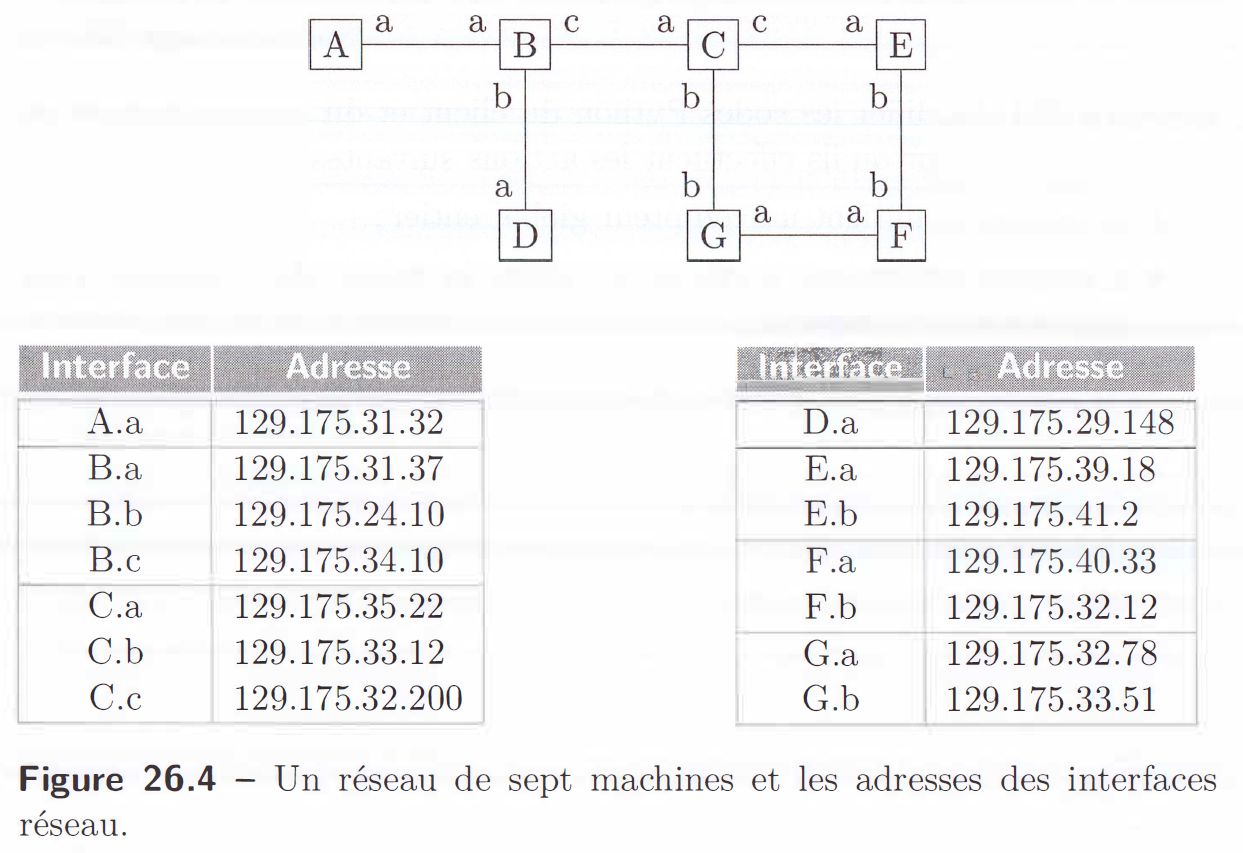 A a a B c a C c a E
b b b
a b b
D G a a F
Interface Adresse
A.a 129.175.31.32
B.a 129.175.31.37
B.b 129.175.24.10
B.c 129.175.34.10
C.a 129.175.35.22
C.b 129.175.33.12
C.c 129.175.32.200
Interface Adresse
D.a 129.175.29.148
E.a 129.175.39.18
E.b 129.175.41.2
F.a 129.175.40.33
F.b 129.175.32.12
G.a 129.175.32.78
G.b 129.175.33.51
Figure 26.4 – Un réseau de sept machines et les adresses des interfaces
réseau.